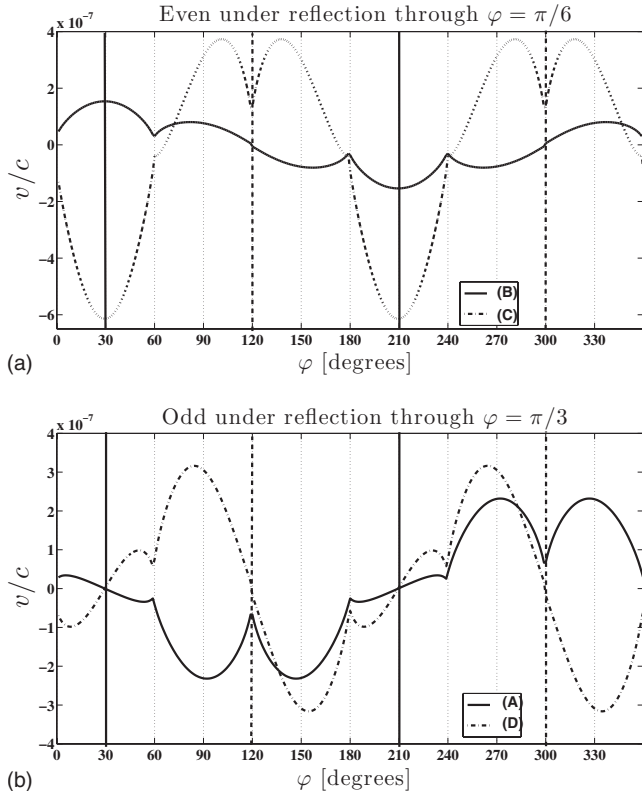 Even under reflection through φ = π/6
x 10⁻⁷
4
2
0
-2
-4
-6
v/c
0 30 60 90 120 150 180 210 240 270 300 330
φ [degrees]
(B)
(C)
(a)
Odd under reflection through φ = π/3
x 10⁻⁷
4
3
2
1
0
-1
-2
-3
-4
v/c
0 30 60 90 120 150 180 210 240 270 300 330 360
φ [degrees]
(A)
(D)
(b)